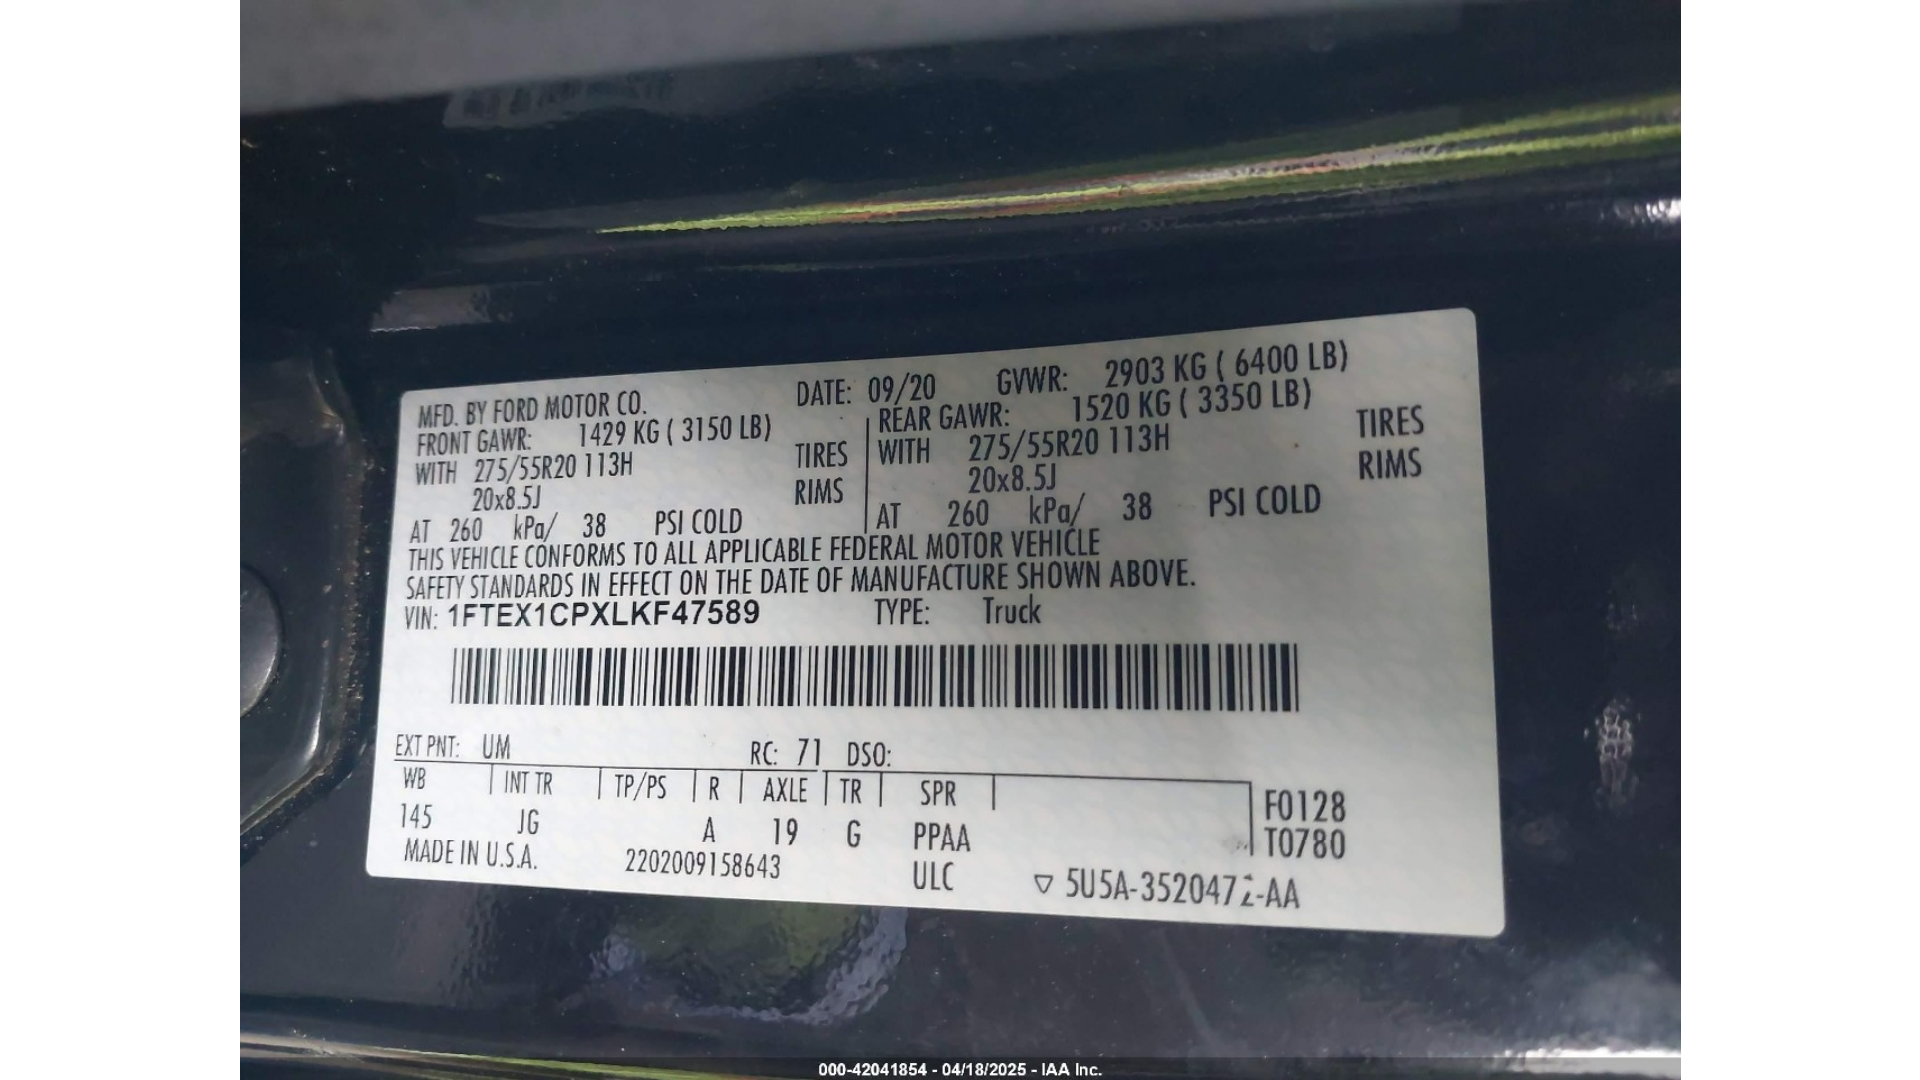 MFD. BY FORD MOTOR CO. DATE: 09/20 GVWR: 2903 KG ( 6400 LB)
FRONT GAWR: 1429 KG ( 3150 LB) REAR GAWR: 1520 KG ( 3350 LB)
WITH 275/55R20 113H TIRES WITH 275/55R20 113H TIRES
20x8.5J RIMS 20x8.5J RIMS
AT 260 kPa/ 38 PSI COLD AT 260 kPa/ 38 PSI COLD
THIS VEHICLE CONFORMS TO ALL APPLICABLE FEDERAL MOTOR VEHICLE
SAFETY STANDARDS IN EFFECT ON THE DATE OF MANUFACTURE SHOWN ABOVE.
VIN: 1FTEX1CPXLKF47589 TYPE: Truck
EXT PNT: UM RC: 71 DSO:
WB INT TR TP/PS R AXLE TR SPR F0128
145 JG A 19 G PPAA T0780
MADE IN U.S.A. 2202009158643 ULC
000-42041854 - 04/18/2025 - IAA Inc.